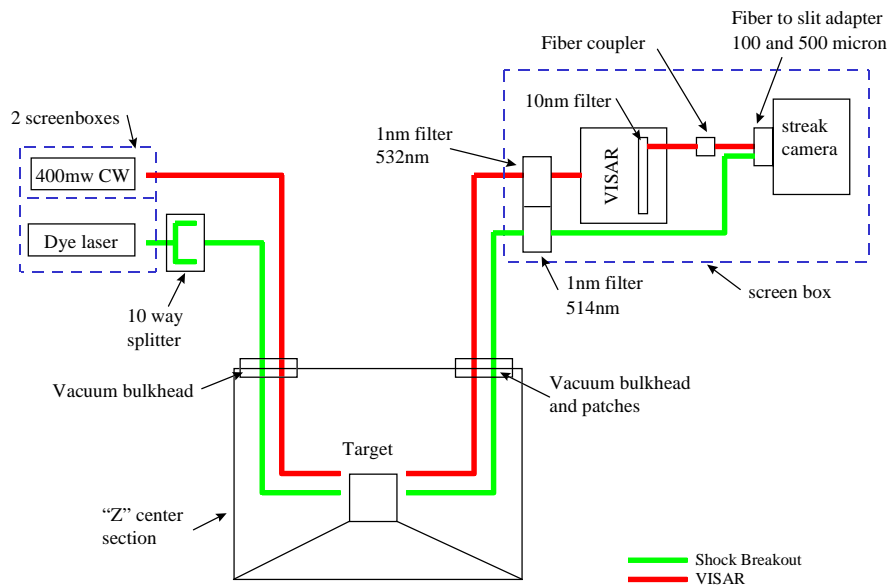 Fiber to slit adapter
100 and 500 micron
Fiber coupler
2 screenboxes
10nm filter
1nm filter
532nm
streak
camera
400mw CW
VISAR
Dye laser
1nm filter
514nm
screen box
10 way
splitter
Vacuum bulkhead
Vacuum bulkhead
and patches
Target
“Z” center
section
Shock Breakout
VISAR